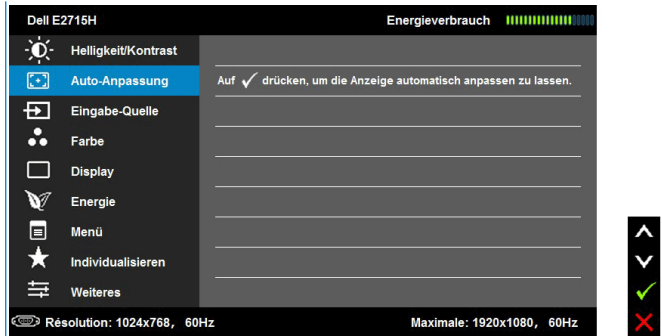 Dell E2715H Energieverbrauch
Helligkeit/Kontrast
Auto-Anpassung Auf ✓ drücken, um die Anzeige automatisch anpassen zu lassen.
Eingabe-Quelle
Farbe
Display
Energie
Menü
Individualisieren
Weiteres
Résolution: 1024x768, 60Hz Maximale: 1920x1080, 60Hz